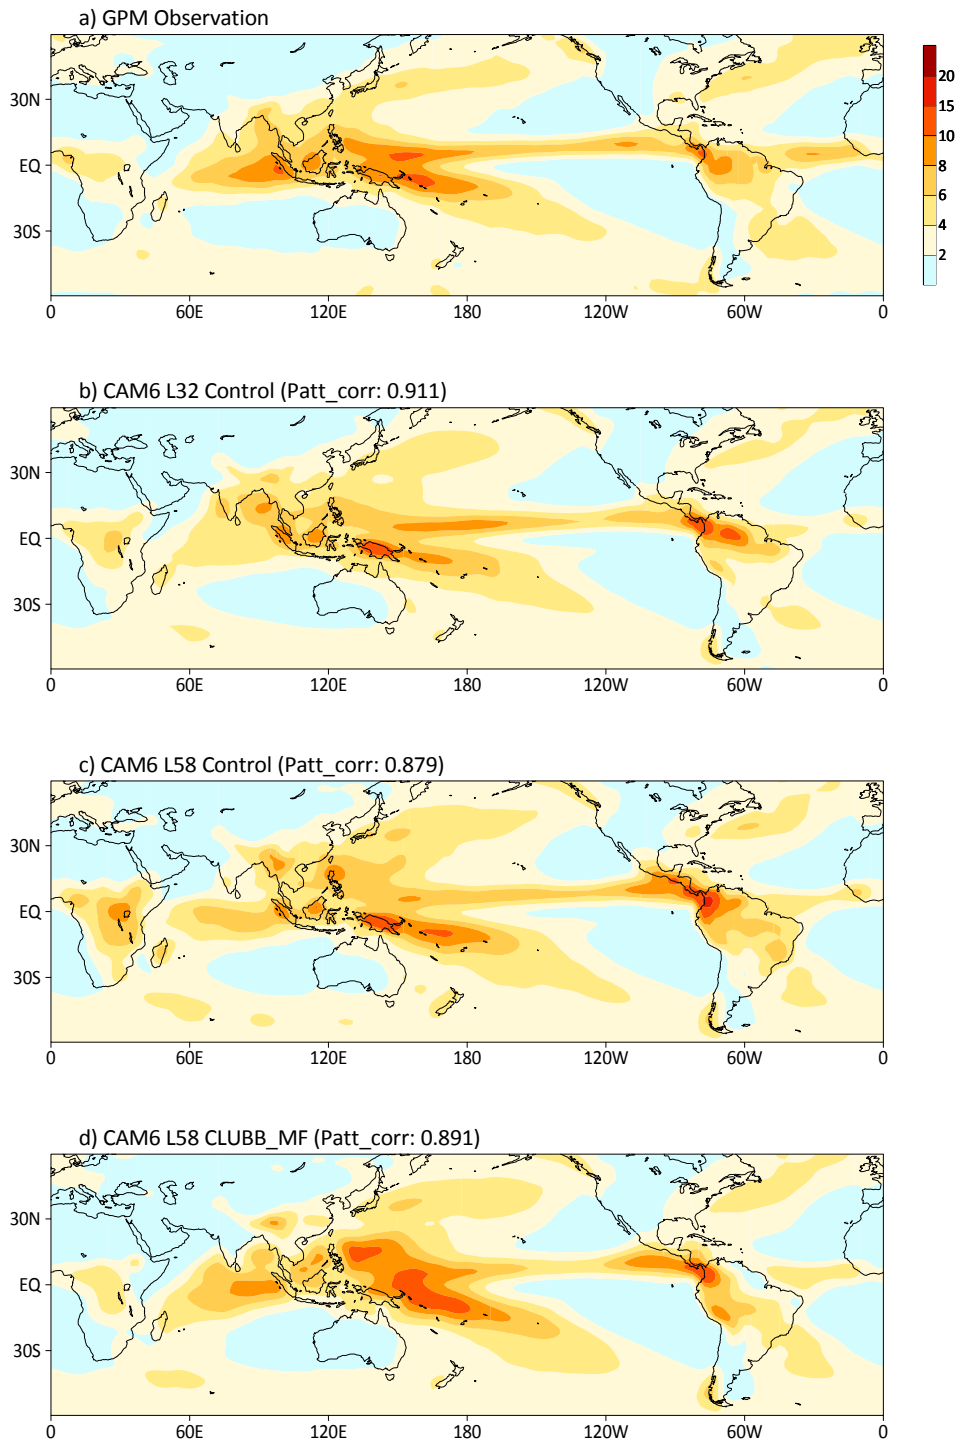 a) GPM Observation
30N
EQ
30S
0 60E 120E 180 120W 60W 0
20
15
10
8
6
4
2
b) CAM6 L32 Control (Patt_corr: 0.911)
30N
EQ
30S
0 60E 120E 180 120W 60W 0
c) CAM6 L58 Control (Patt_corr: 0.879)
30N
EQ
30S
0 60E 120E 180 120W 60W 0
d) CAM6 L58 CLUBB_MF (Patt_corr: 0.891)
30N
EQ
30S
0 60E 120E 180 120W 60W 0